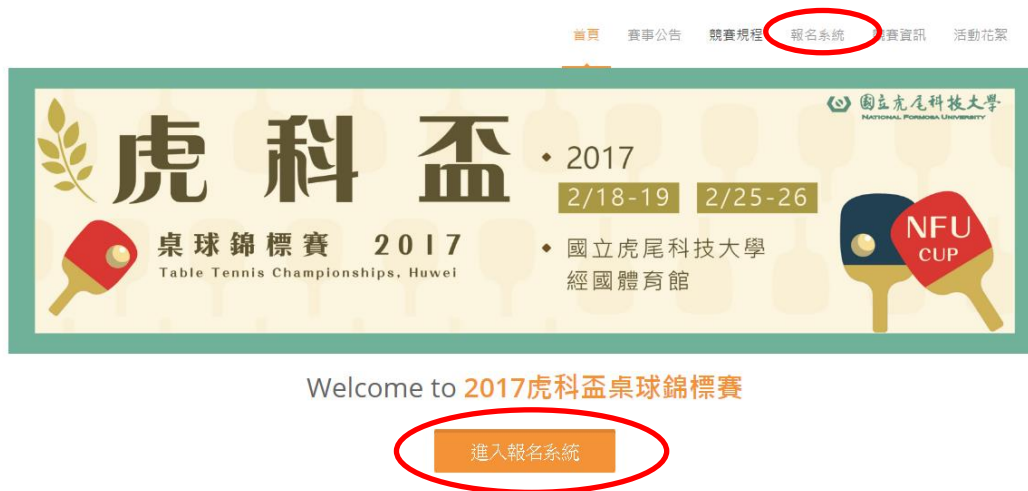 首頁 賽事公告 競賽規程 報名系統 競賽資訊 活動花絮
國立虎尾科技大學
NATIONAL FORMOSA UNIVERSITY
虎科盃
桌球錦標賽 2017
Table Tennis Championships, Huwei
• 2017
2/18-19 2/25-26
• 國立虎尾科技大學
經國體育館
NFU
CUP
Welcome to 2017虎科盃桌球錦標賽
進入報名系統